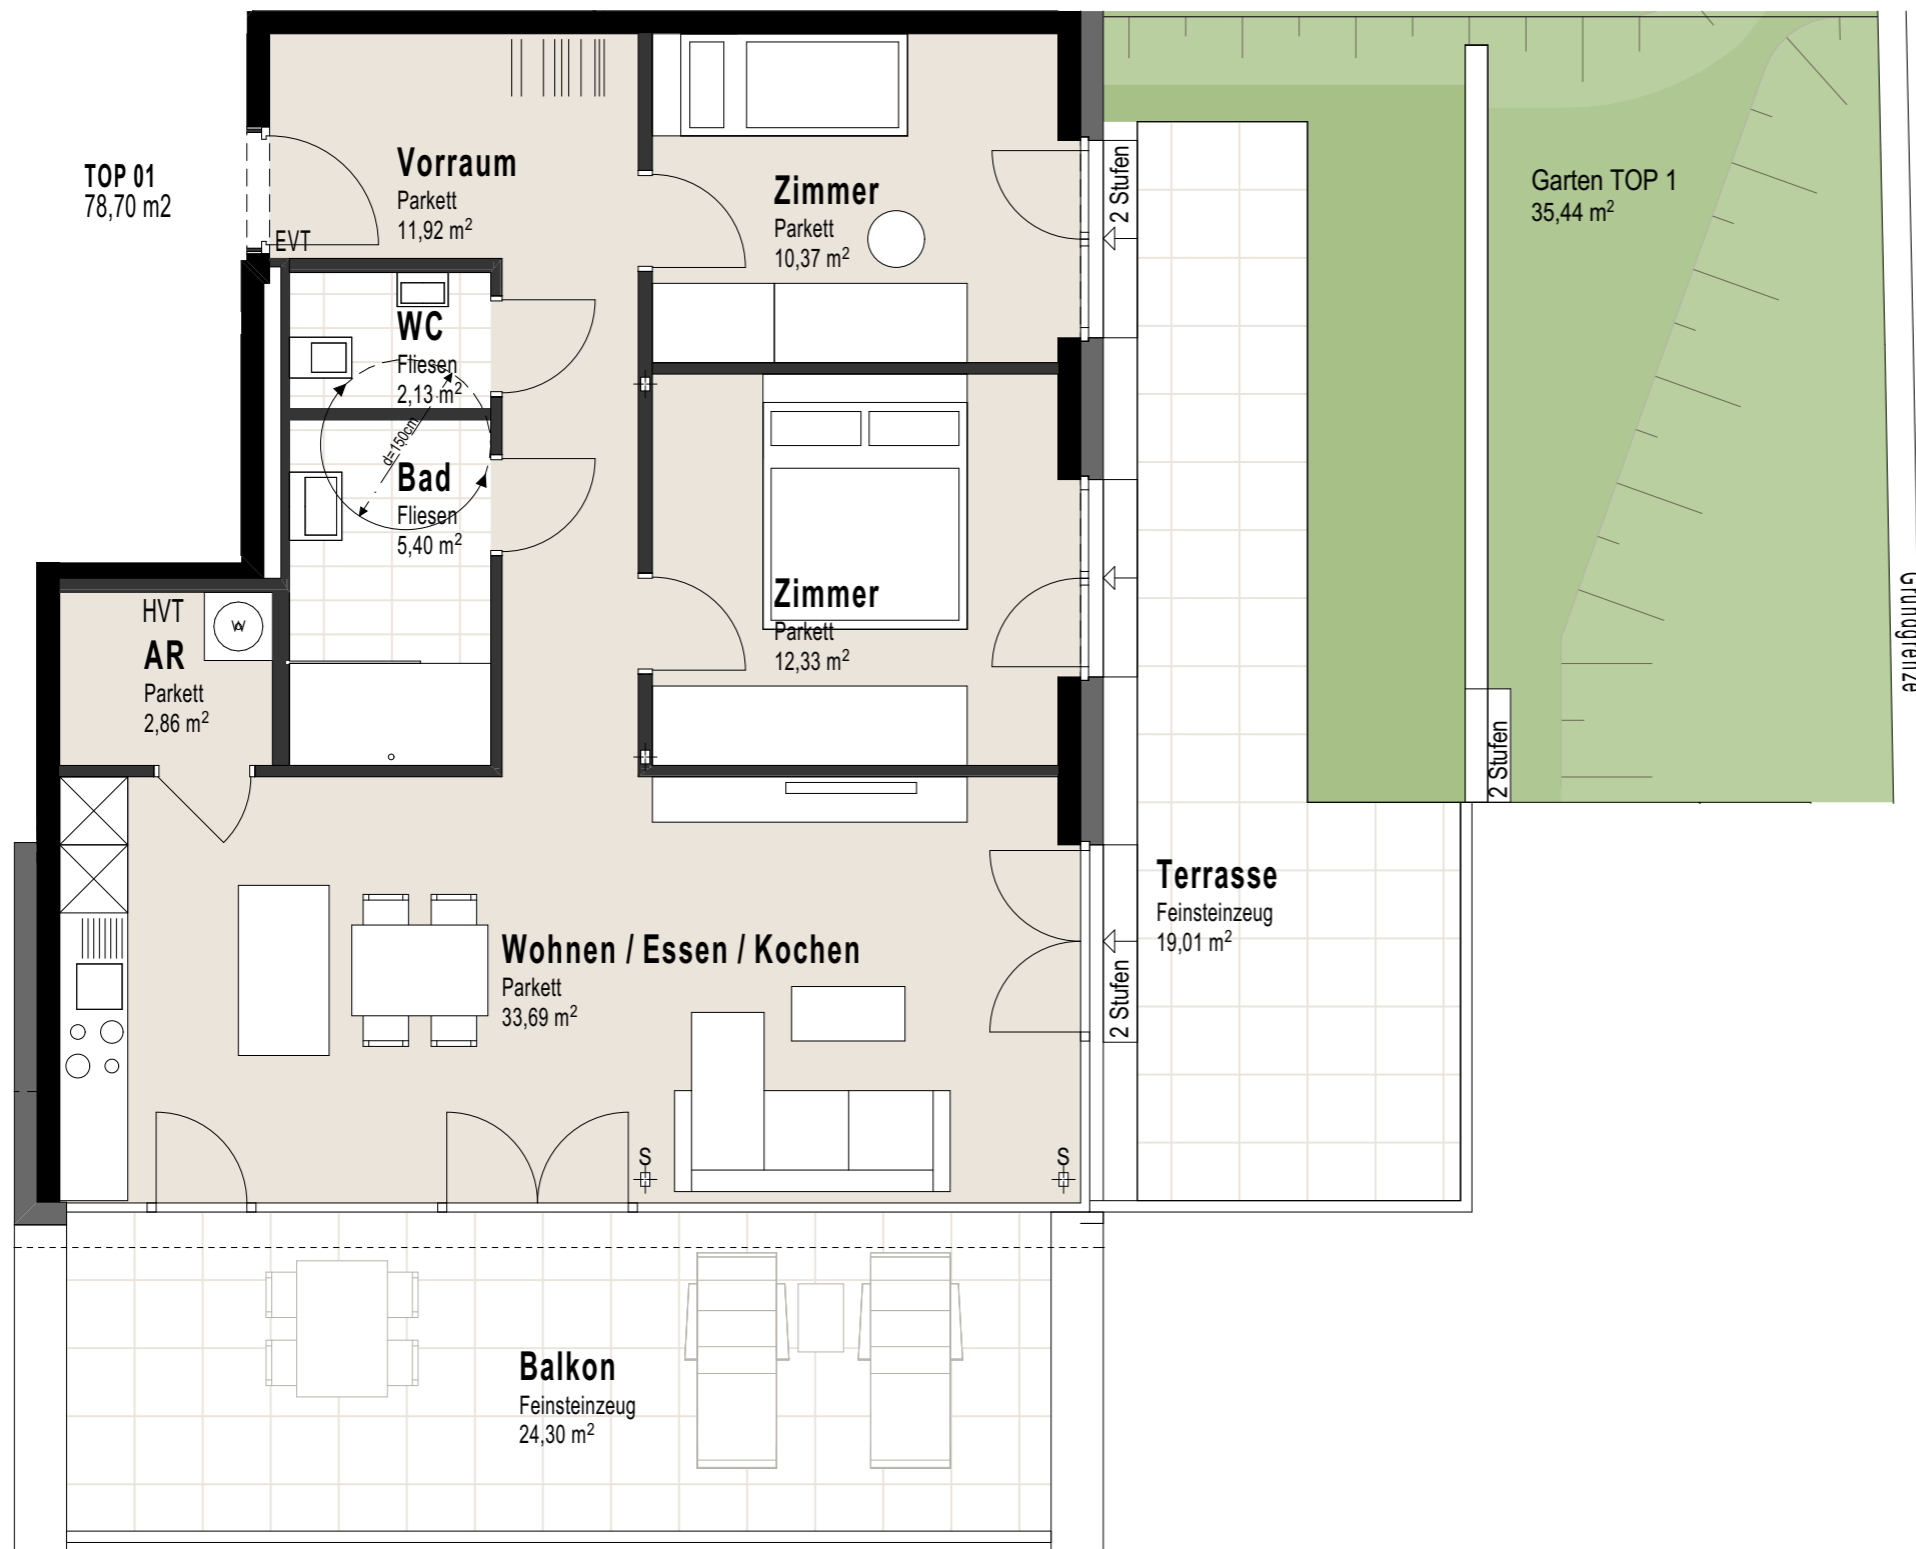 TOP 01
78,70 m2
Vorraum
Parkett
11,92 m²
EVT
Zimmer
Parkett
10,37 m²
2 Stufen
Garten TOP 1
35,44 m²
WC
Fliesen
2,13 m²
d=150cm
Bad
Fliesen
5,40 m²
Zimmer
Parkett
12,33 m²
HVT
W
AR
Parkett
2,86 m²
Grundgrenze
2 Stufen
Terrasse
Feinsteinzeug
19,01 m²
2 Stufen
Wohnen / Essen / Kochen
Parkett
33,69 m²
S
S
Balkon
Feinsteinzeug
24,30 m²